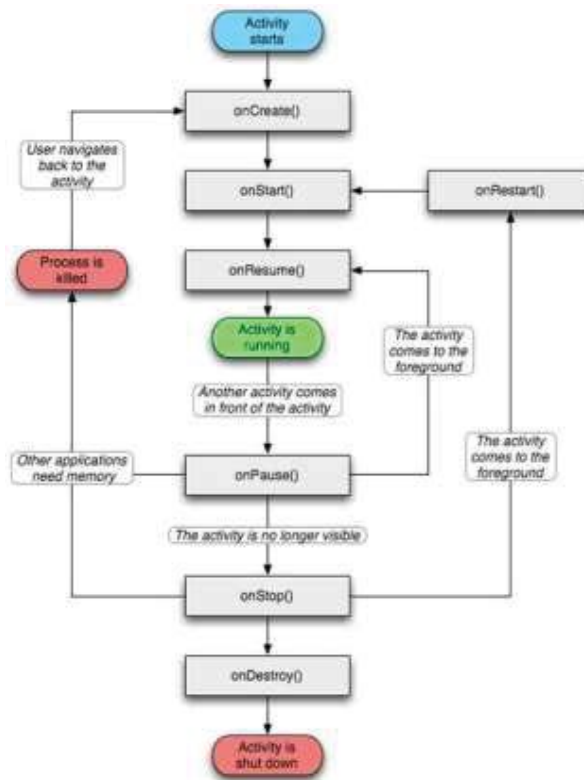 Activity
starts
onCreate()
User navigates
back to the
activity
onStart()
onRestart()
Process is
killed
onResume()
Activity is
running
The activity
comes to the
foreground
Another activity comes
in front of the activity
The activity
comes to the
foreground
Other applications
need memory
onPause()
The activity is no longer visible
onStop()
onDestroy()
Activity is
shut down